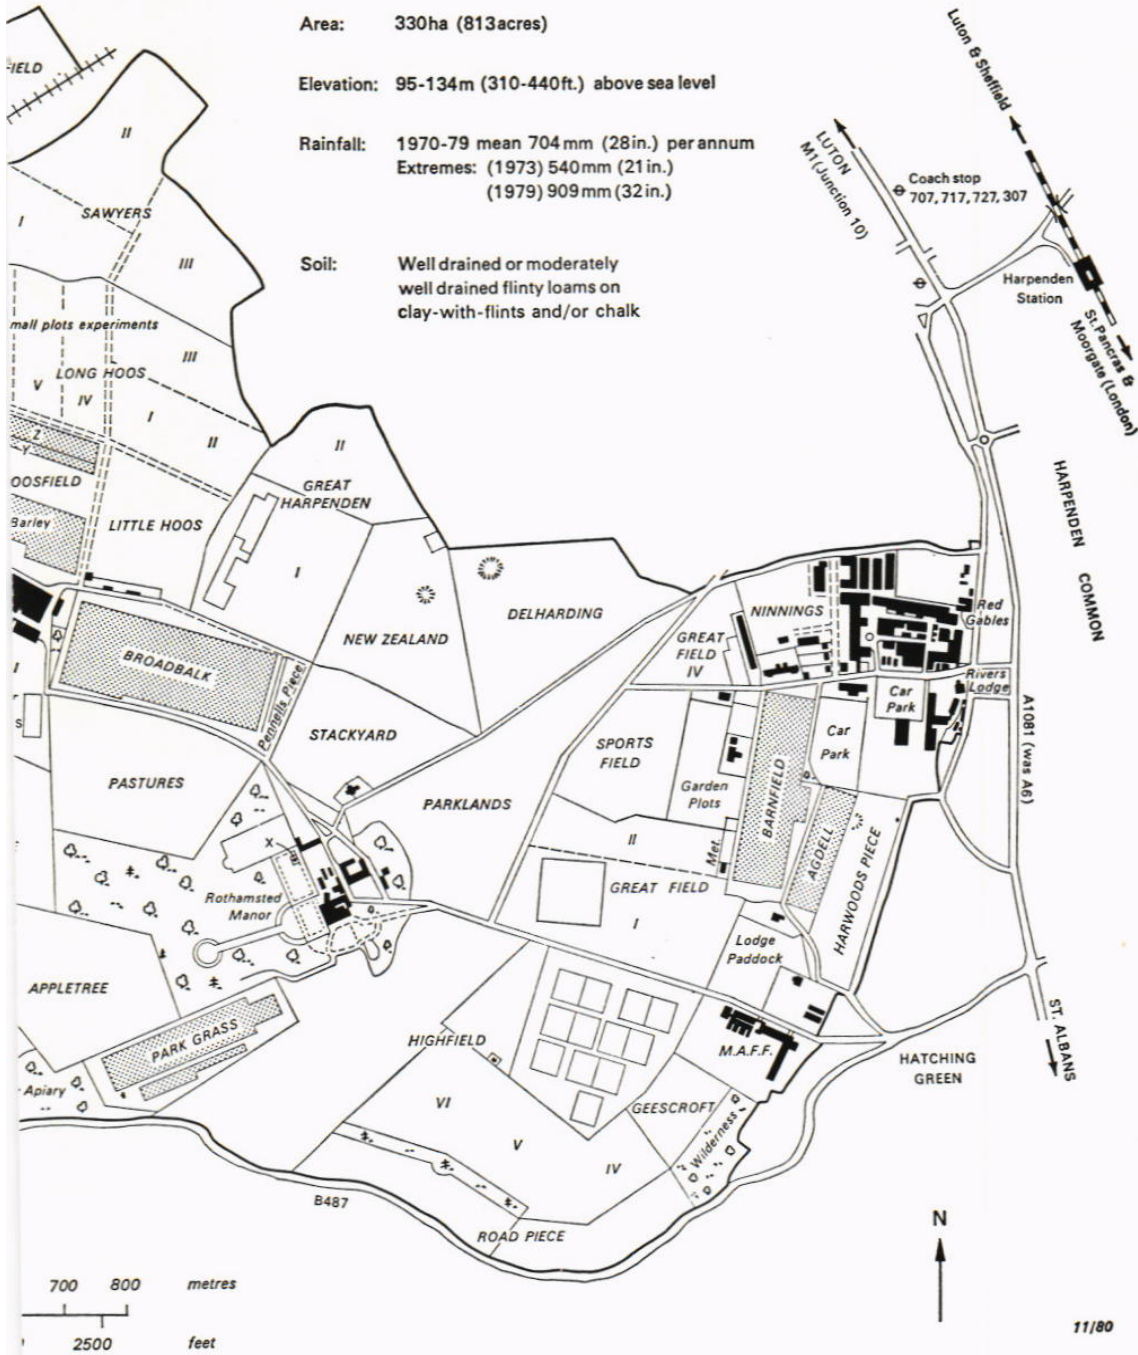 Area: 330ha (813acres)
Elevation: 95-134m (310-440ft.) above sea level
Rainfall: 1970-79 mean 704mm (28in.) per annum
Extremes: (1973) 540mm (21in.)
(1979) 909mm (32in.)
Soil: Well drained or moderately
well drained flinty loams on
clay-with-flints and/or chalk
Luton & Sheffield
LUTON
M1 (Junction 10)
Coach stop
707, 717, 727, 307
Harpenden
Station
St. Pancras &
Moorgate (London)
-IELD
II
SAWYERS
I
III
mall plots experiments
III
LONG HOOS
V
IV
I
II
Z
Y
OOSFIELD
Barley
LITTLE HOOS
II
GREAT
HARPENDEN
I
NEW ZEALAND
DELHARDING
HARPENDEN COMMON
NINNINGS
Red
Gables
GREAT
FIELD
IV
Rivers
Lodge
Car
Park
Car
Park
A1081 (was A6)
I
BROADBALK
Pennells Piece
r
s
STACKYARD
PASTURES
PARKLANDS
SPORTS
FIELD
Garden
Plots
BARNFIELD
AGDELL
HARWOODS PIECE
Met.
II
GREAT FIELD
I
X
Rothamsted
Manor
Lodge
Paddock
APPLETREE
PARK GRASS
Apiary
HIGHFIELD
M.A.F.F.
HATCHING
GREEN
ST. ALBANS
VI
V
IV
GEESCROFT
Wilderness
B487
ROAD PIECE
N
700 800 metres
2500 feet
11/80